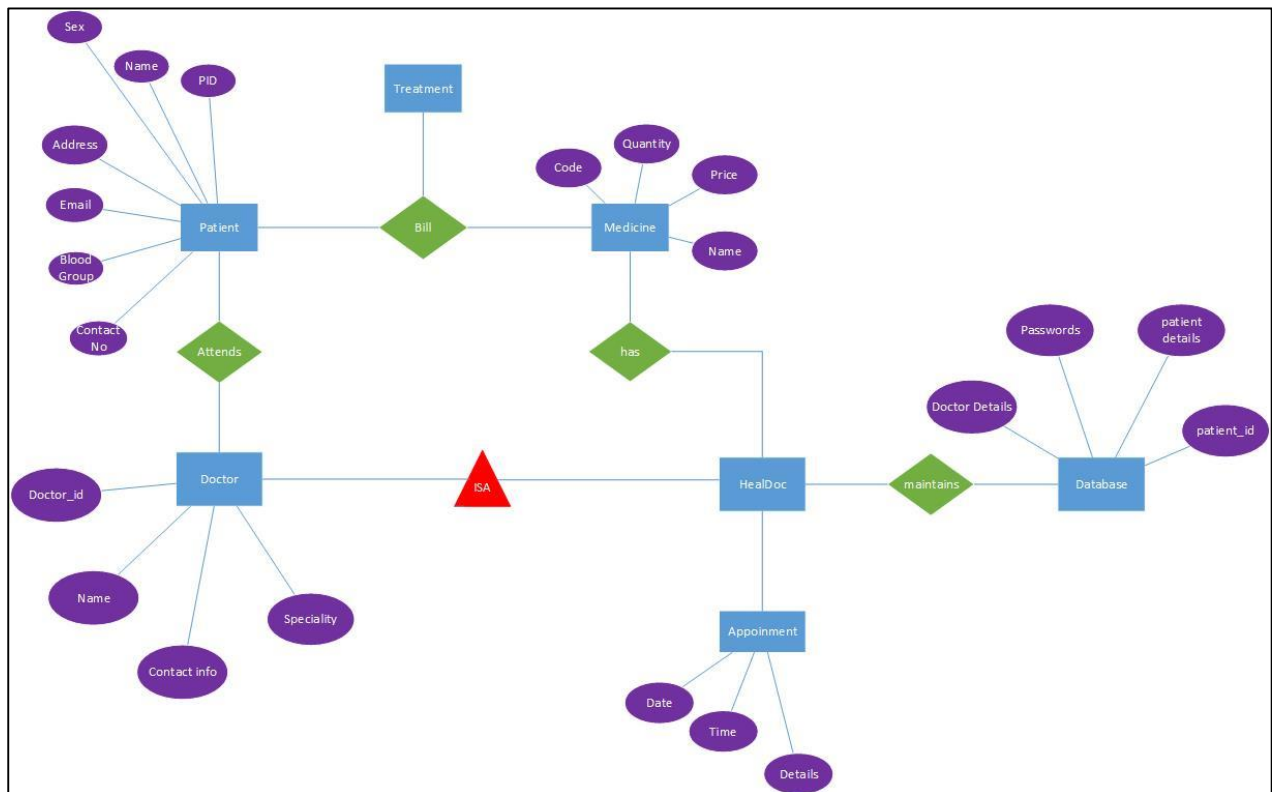 Sex
Name
PID
Treatment
Address
Code
Quantity
Price
Email
Patient
Bill
Medicine
Name
Blood
Group
Contact
No
Attends
has
Passwords
patient
details
Doctor Details
patient_id
Doctor_id
Doctor
ISA
HealDoc
maintains
Database
Name
Speciality
Contact info
Appoinment
Date
Time
Details